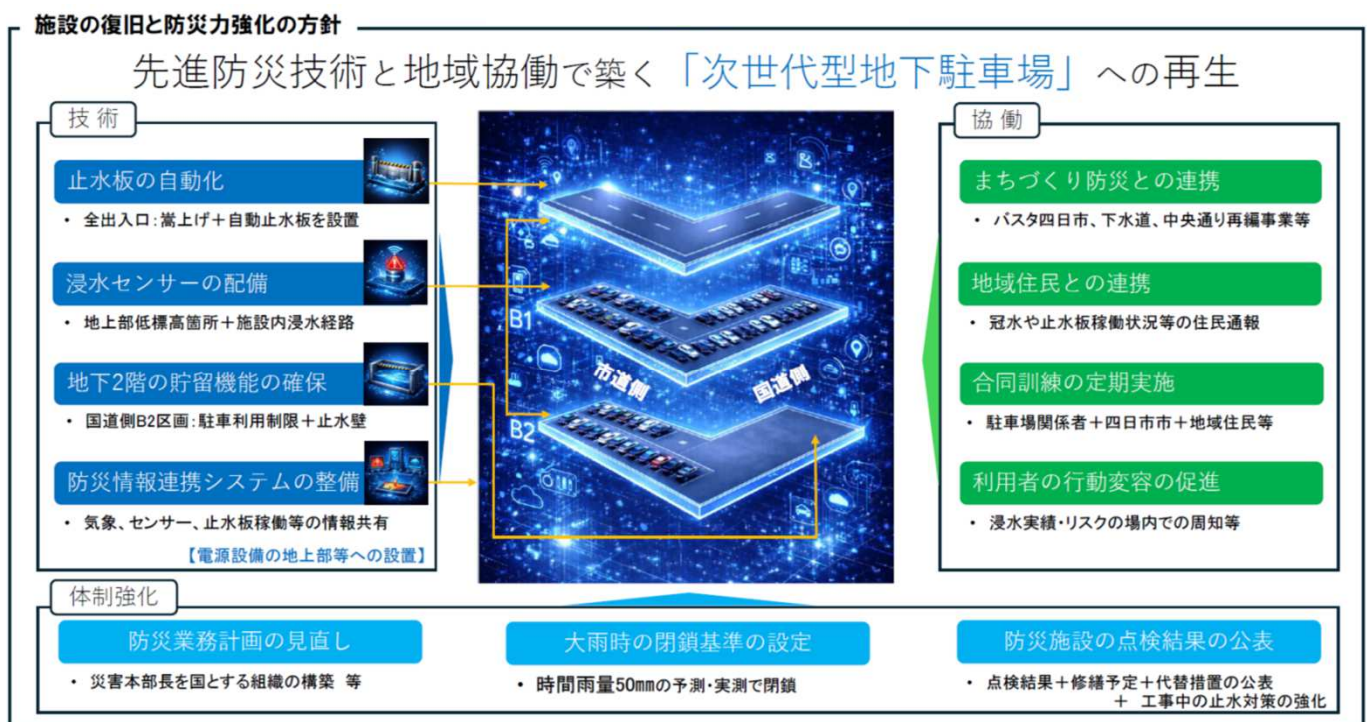 施設の復旧と防災力強化の方針
先進防災技術と地域協働で築く「次世代型地下駐車場」への再生
技術
止水板の自動化
・ 全出入口：嵩上げ＋自動止水板を設置
浸水センサーの配備
・ 地上部低標高箇所＋施設内浸水経路
地下2階の貯留機能の確保
・ 国道側B2区画：駐車利用制限＋止水壁
防災情報連携システムの整備
・ 気象、センサー、止水板稼働等の情報共有
【電源設備の地上部等への設置】
B1
市道側
国道側
B2
協働
まちづくり防災との連携
・ バスタ四日市、下水道、中央通り再編事業等
地域住民との連携
・ 冠水や止水板稼働状況等の住民通報
合同訓練の定期実施
・ 駐車場関係者＋四日市市＋地域住民等
利用者の行動変容の促進
・ 浸水実績・リスクの場内での周知等
体制強化
防災業務計画の見直し
・ 災害本部長を国とする組織の構築 等
大雨時の閉鎖基準の設定
・ 時間雨量50mmの予測・実測で閉鎖
防災施設の点検結果の公表
・ 点検結果＋修繕予定＋代替措置の公表
＋ 工事中の止水対策の強化